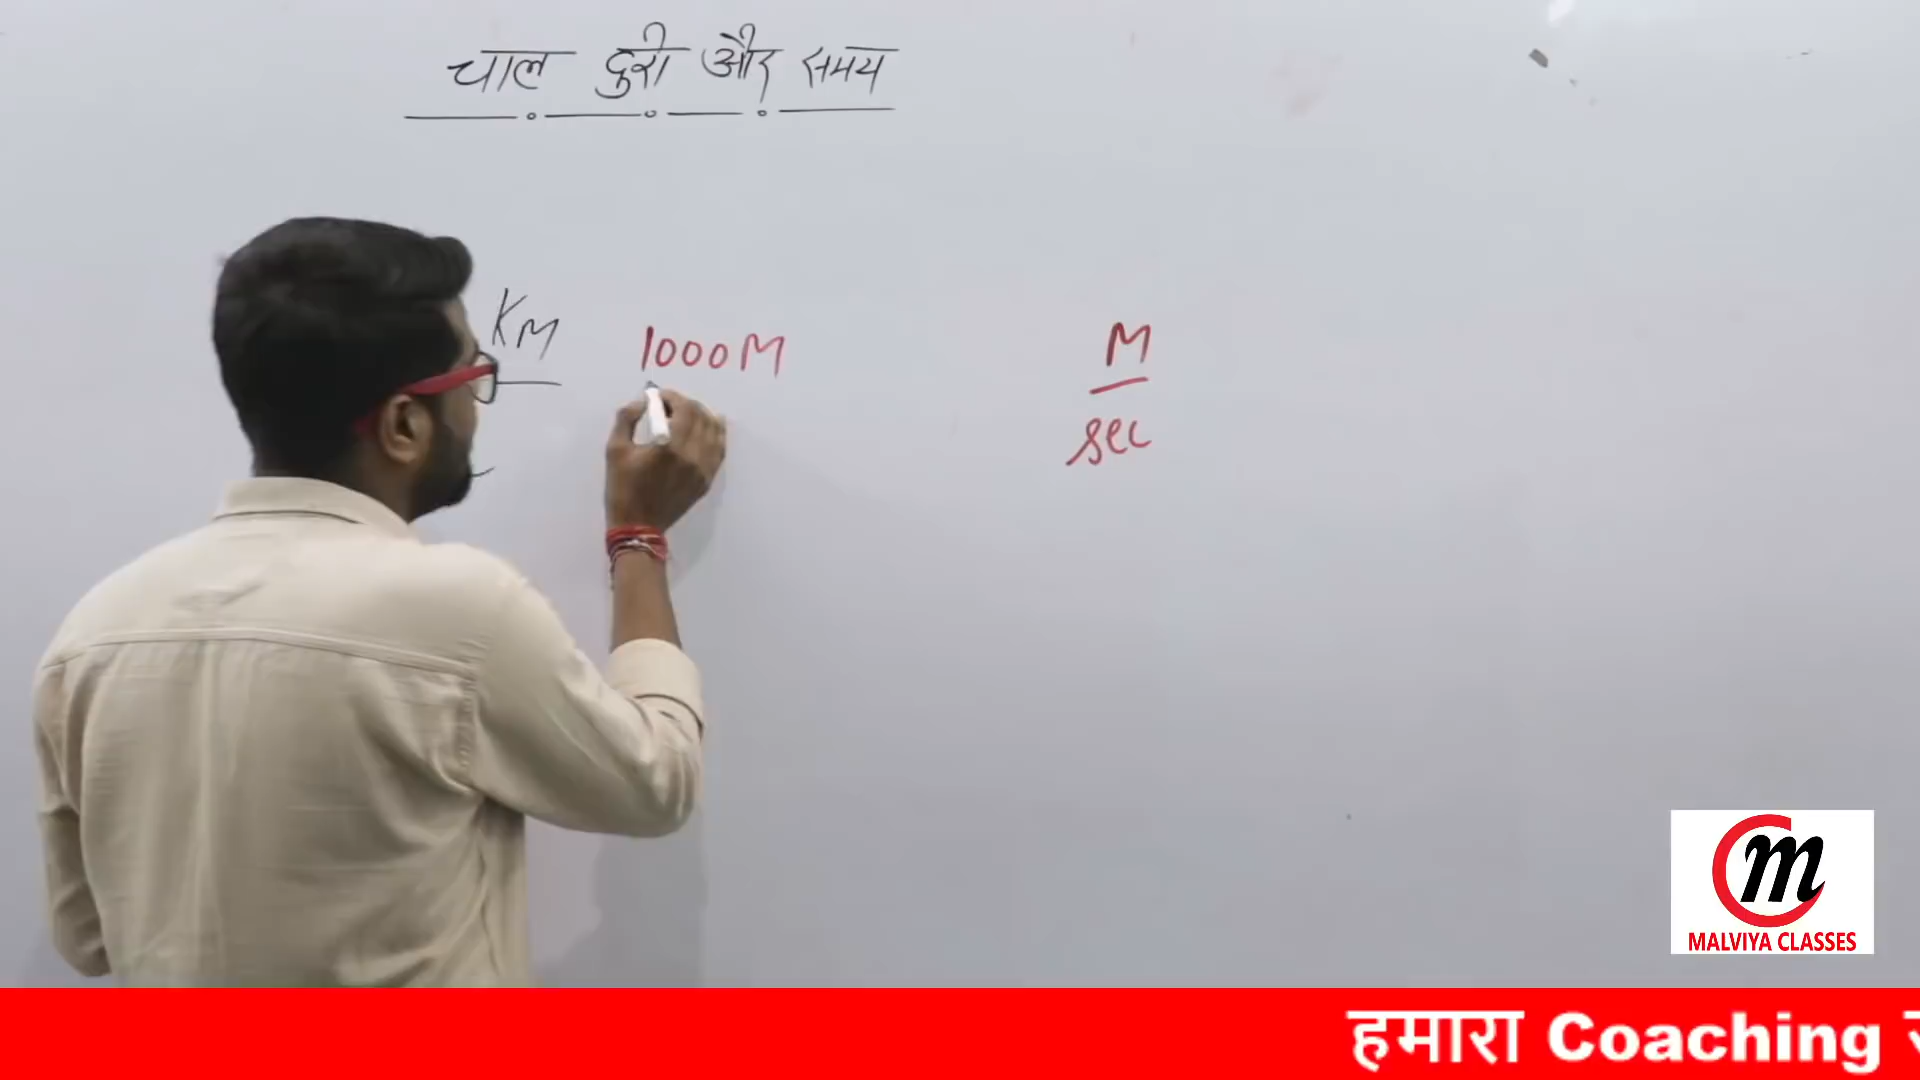 चाल दुरी और समय
KM 1000M M
sec
m
MALVIYA CLASSES
हमारा Coaching